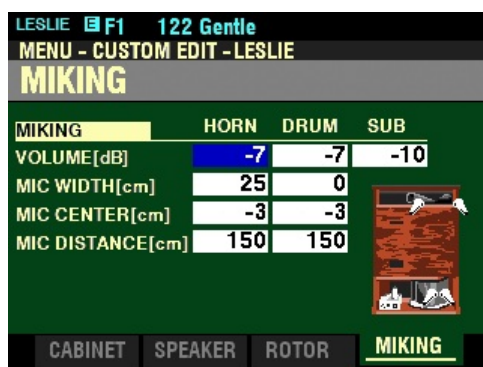 LESLIE E F1 122 Gentle
MENU - CUSTOM EDIT - LESLIE
MIKING
MIKING HORN DRUM SUB
VOLUME[dB] -7 -7 -10
MIC WIDTH[cm] 25 0
MIC CENTER[cm] -3 -3
MIC DISTANCE[cm] 150 150
CABINET SPEAKER ROTOR MIKING